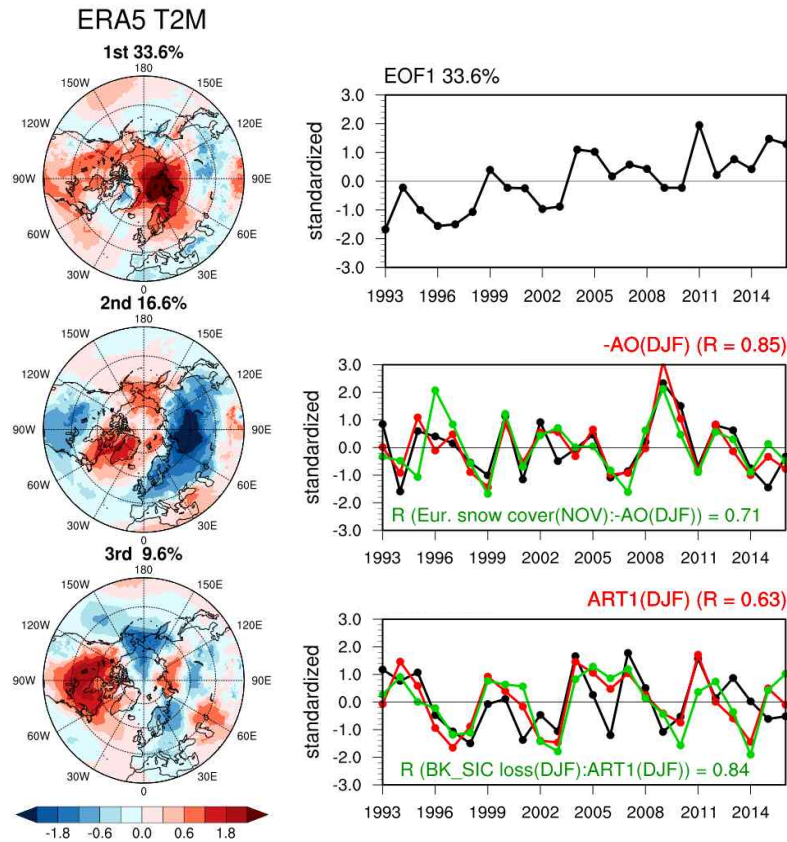 ERA5 T2M
1st 33.6%
180
150W
150E
120W
120E
90W
90E
60W
60E
30W
30E
0
2nd 16.6%
180
150W
150E
120W
120E
90W
90E
60W
60E
30W
30E
0
3rd 9.6%
180
150W
150E
120W
120E
90W
90E
60W
60E
30W
30E
0
-1.8 -0.6 0.0 0.6 1.8
EOF1 33.6%
standardized
3.0
2.0
1.0
0.0
-1.0
-2.0
-3.0
1993 1996 1999 2002 2005 2008 2011 2014
-AO(DJF) (R = 0.85)
standardized
3.0
2.0
1.0
0.0
-1.0
-2.0
-3.0
R (Eur. snow cover(NOV):-AO(DJF)) = 0.71
1993 1996 1999 2002 2005 2008 2011 2014
ART1(DJF) (R = 0.63)
standardized
3.0
2.0
1.0
0.0
-1.0
-2.0
-3.0
R (BK_SIC loss(DJF):ART1(DJF)) = 0.84
1993 1996 1999 2002 2005 2008 2011 2014